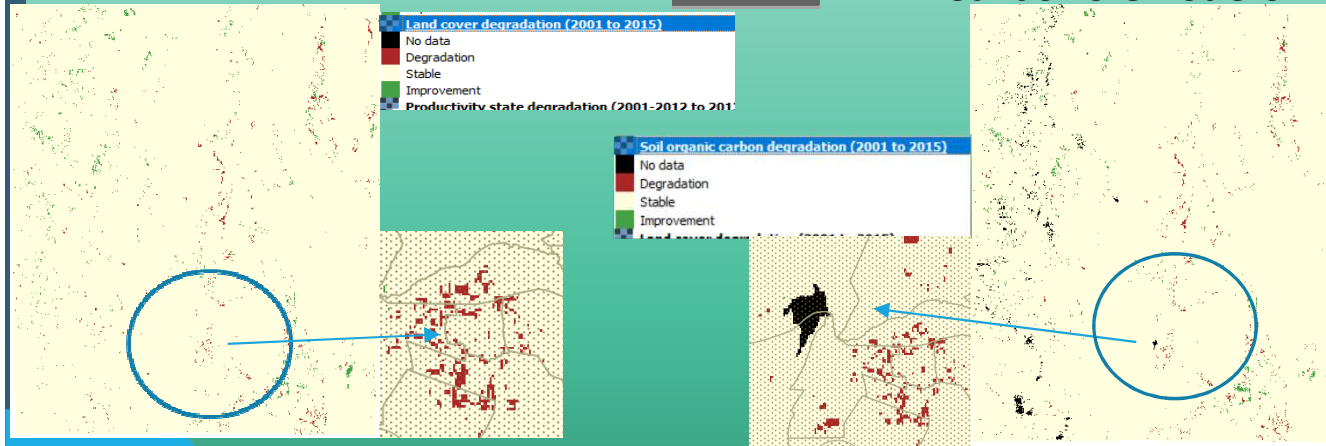 Land cover degradation (2001 to 2015)
No data
Degradation
Stable
Improvement
Productivity state degradation (2001-2012 to 201
Soil organic carbon degradation (2001 to 2015)
No data
Degradation
Stable
Improvement